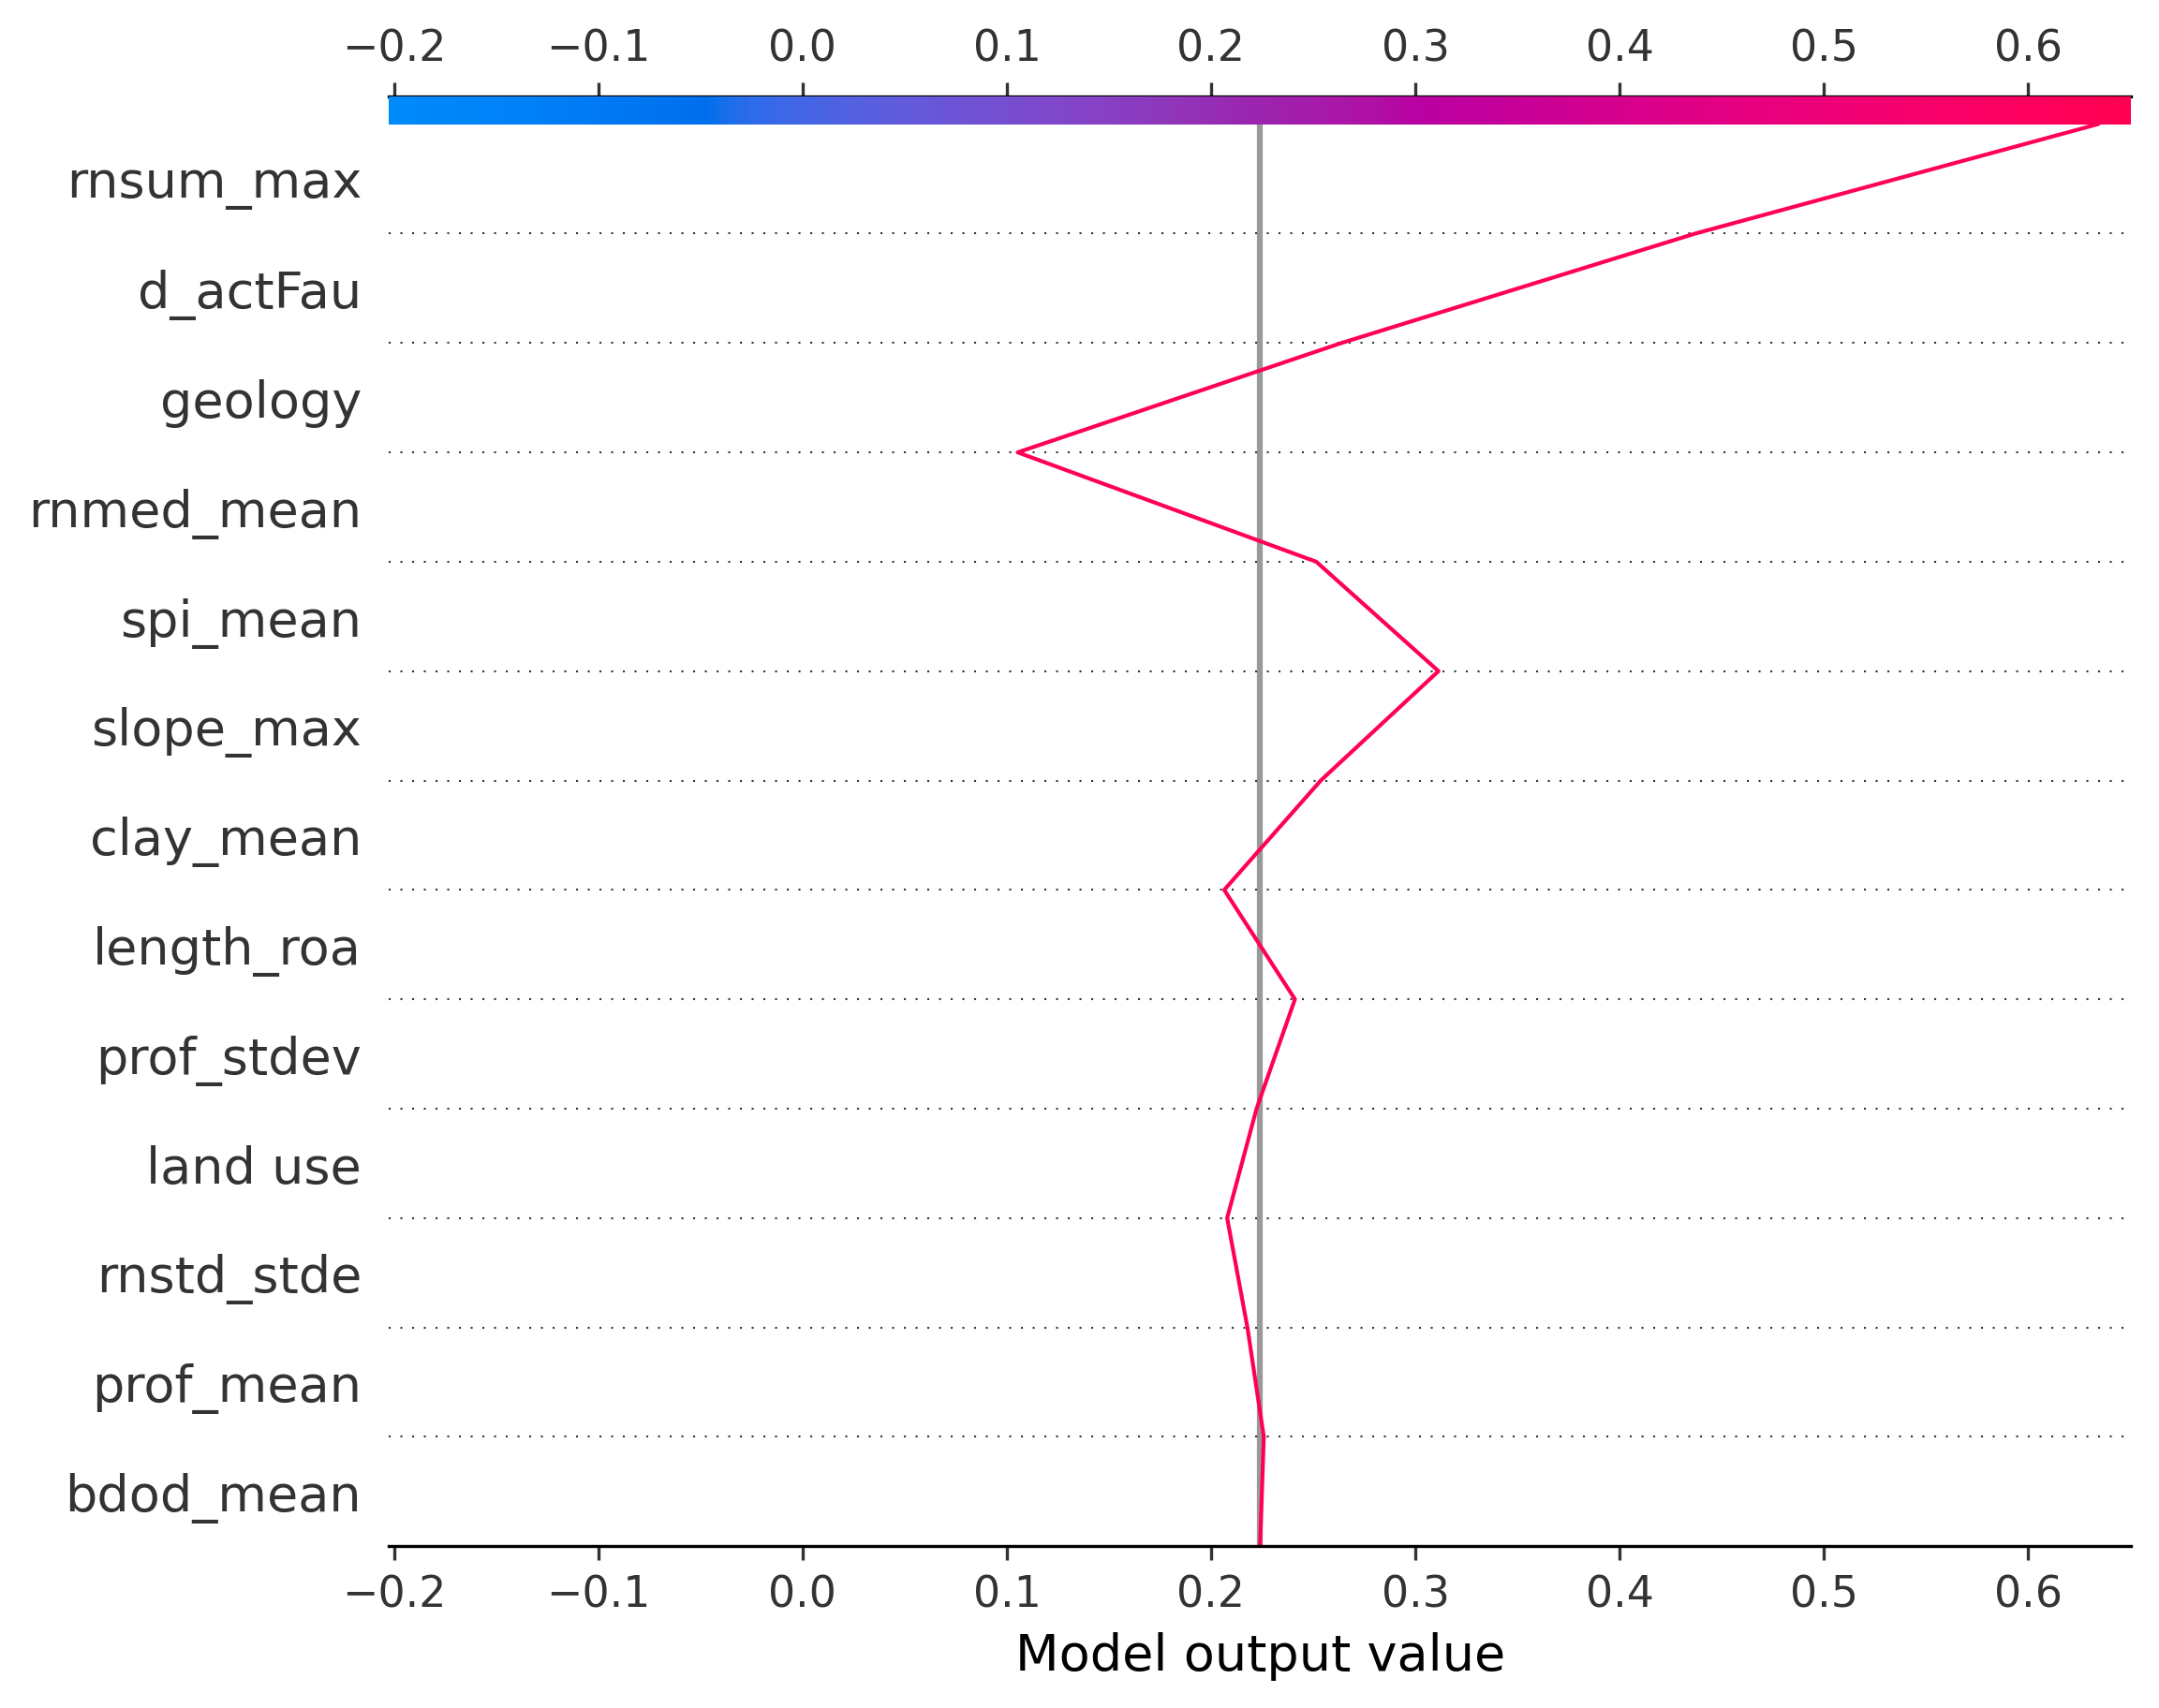 −0.2 −0.1 0.0 0.1 0.2 0.3 0.4 0.5 0.6
rnsum_max
d_actFau
geology
rnmed_mean
spi_mean
slope_max
clay_mean
length_roa
prof_stdev
land use
rnstd_stde
prof_mean
bdod_mean
−0.2 −0.1 0.0 0.1 0.2 0.3 0.4 0.5 0.6
Model output value